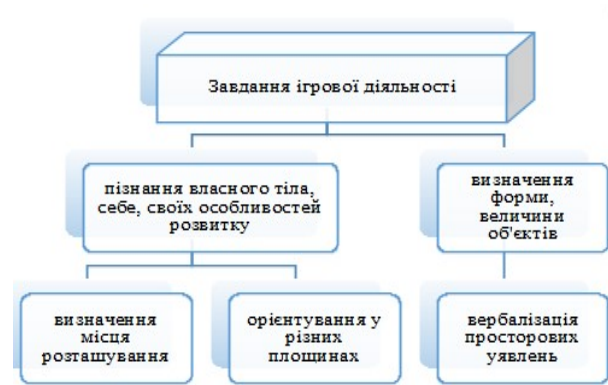 Завдання ігрової діяльності
пізнання власного тіла,
себе, своїх особливостей
розвитку
визначення
форми,
величини
об'єктів
визначення
місця
розташування
орієнтування у
різних
площинах
вербалізація
просторових
уявлень